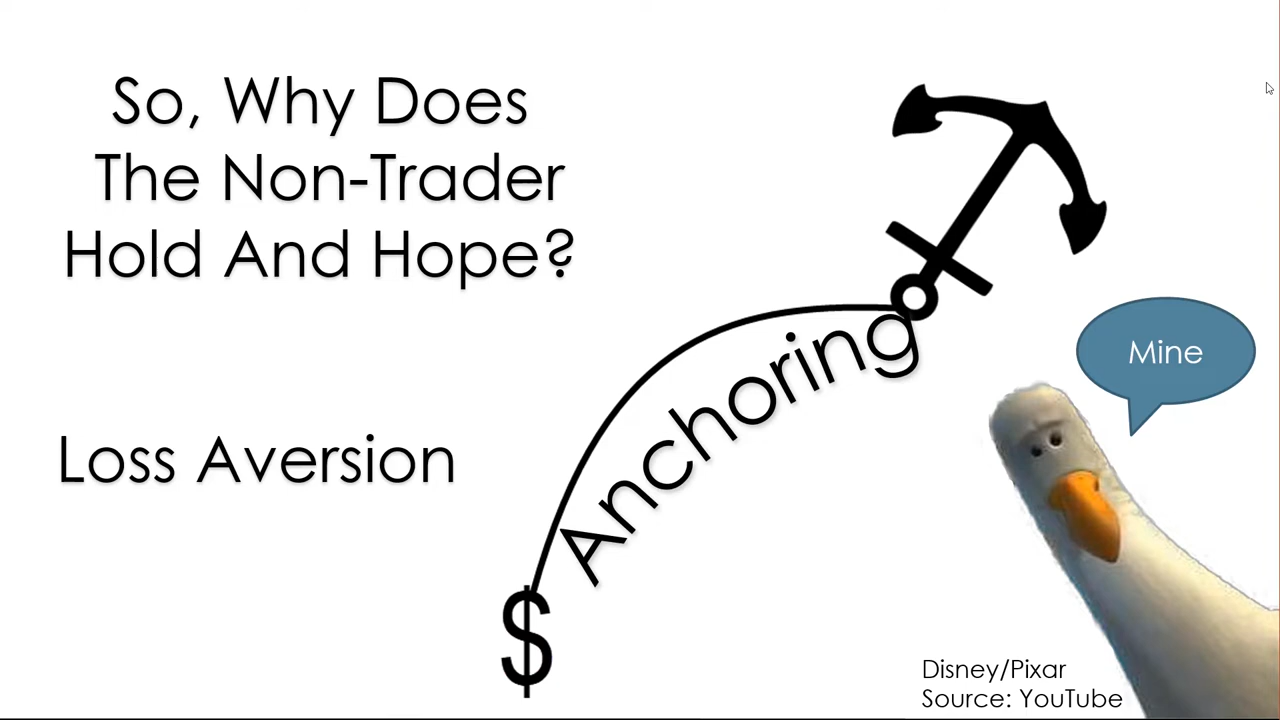 So, Why Does
The Non-Trader
Hold And Hope?
Anchoring
Mine
Loss Aversion
$
Disney/Pixar
Source: YouTube